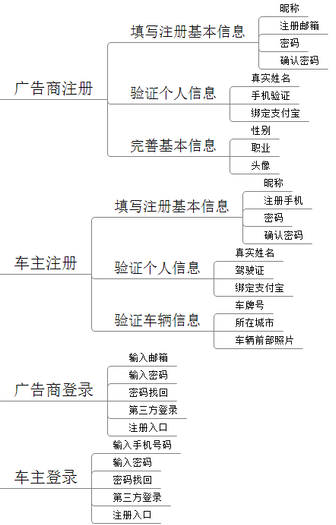 广告商注册
填写注册基本信息
昵称
注册邮箱
密码
确认密码
验证个人信息
真实姓名
手机验证
绑定支付宝
完善基本信息
性别
职业
头像
车主注册
填写注册基本信息
昵称
注册手机
密码
确认密码
验证个人信息
真实姓名
驾驶证
绑定支付宝
验证车辆信息
车牌号
所在城市
车辆前部照片
广告商登录
输入邮箱
输入密码
密码找回
第三方登录
注册入口
车主登录
输入手机号码
输入密码
密码找回
第三方登录
注册入口